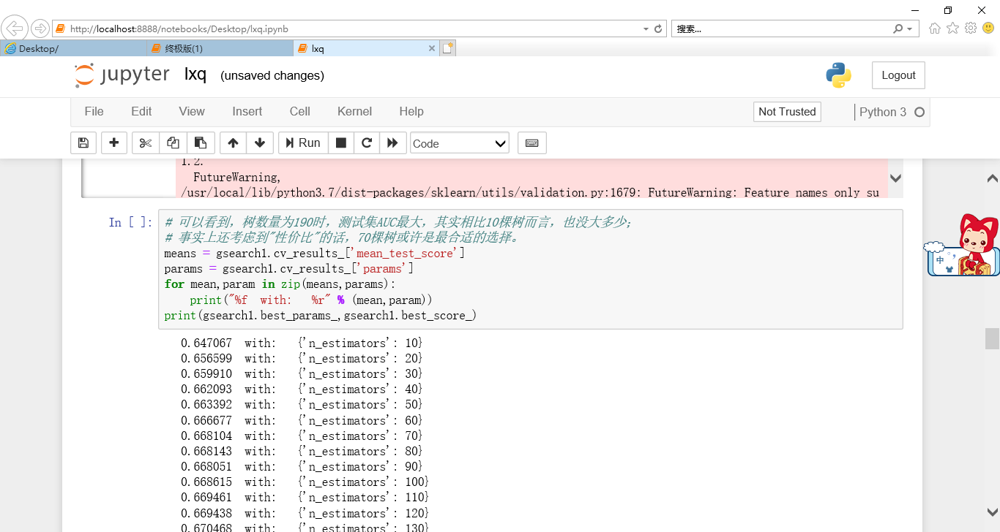 http://localhost:8888/notebooks/Desktop/lxq.ipynb
搜索...
Desktop/
终极版(1)
lxq
jupyter lxq (unsaved changes)
Logout
File Edit View Insert Cell Kernel Help
Not Trusted
Python 3
Run
Code
1.2.
FutureWarning,
/usr/local/lib/python3.7/dist-packages/sklearn/utils/validation.py:1679: FutureWarning: Feature names only su
In [ ]:
# 可以看到，树数量为190时，测试集AUC最大，其实相比10棵树而言，也没大多少；
# 事实上还考虑到"性价比"的话，70棵树或许是最合适的选择。
means = gsearch1.cv_results_['mean_test_score']
params = gsearch1.cv_results_['params']
for mean,param in zip(means,params):
    print("%f  with:   %r" % (mean,param))
print(gsearch1.best_params_,gsearch1.best_score_)
0.647067  with:   {'n_estimators': 10}
0.656599  with:   {'n_estimators': 20}
0.659910  with:   {'n_estimators': 30}
0.662093  with:   {'n_estimators': 40}
0.663392  with:   {'n_estimators': 50}
0.666677  with:   {'n_estimators': 60}
0.668104  with:   {'n_estimators': 70}
0.668143  with:   {'n_estimators': 80}
0.668051  with:   {'n_estimators': 90}
0.668615  with:   {'n_estimators': 100}
0.669461  with:   {'n_estimators': 110}
0.669438  with:   {'n_estimators': 120}
0.670468  with:   {'n_estimators': 130}
中